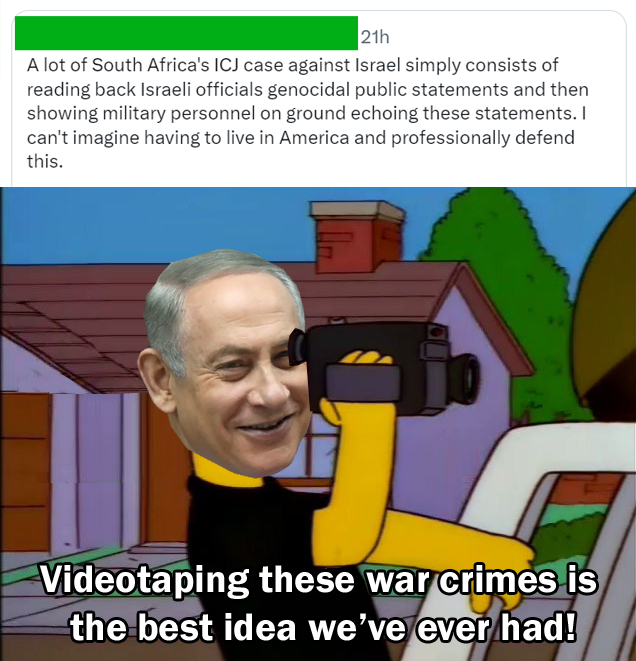 21h
A lot of South Africa's ICJ case against Israel simply consists of
reading back Israeli officials genocidal public statements and then
showing military personnel on ground echoing these statements. I
can't imagine having to live in America and professionally defend
this.
Videotaping these war crimes is
the best idea we've ever had!